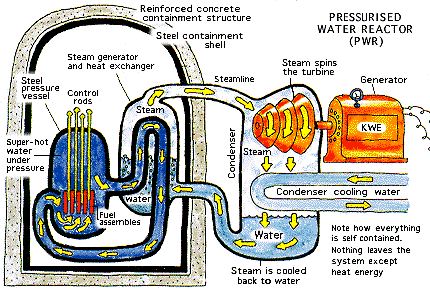 Reinforced concrete
containment structure
Steel containment
shell
PRESSURISED
WATER REACTOR
(PWR)
Steam generator
and heat exchanger
Steamline
Steam spins
the turbine
Generator
Steel
pressure
vessel
Control
rods
Steam
KWE
Super-hot
water
under
pressure
Condenser
Steam
Condenser cooling water
water
Fuel
assemblies
Water
Note how everything
is self contained.
Nothing leaves the
system except
heat energy
Steam is cooled
back to water